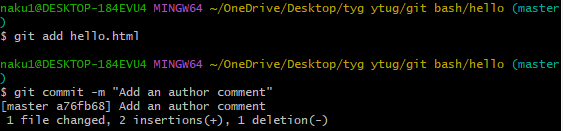 naku1@DESKTOP-184EVU4 MINGW64 ~/OneDrive/Desktop/tyg ytug/git bash/hello (master
)
$ git add hello.html
naku1@DESKTOP-184EVU4 MINGW64 ~/OneDrive/Desktop/tyg ytug/git bash/hello (master
)
$ git commit -m "Add an author comment"
[master a76fb68] Add an author comment
 1 file changed, 2 insertions(+), 1 deletion(-)